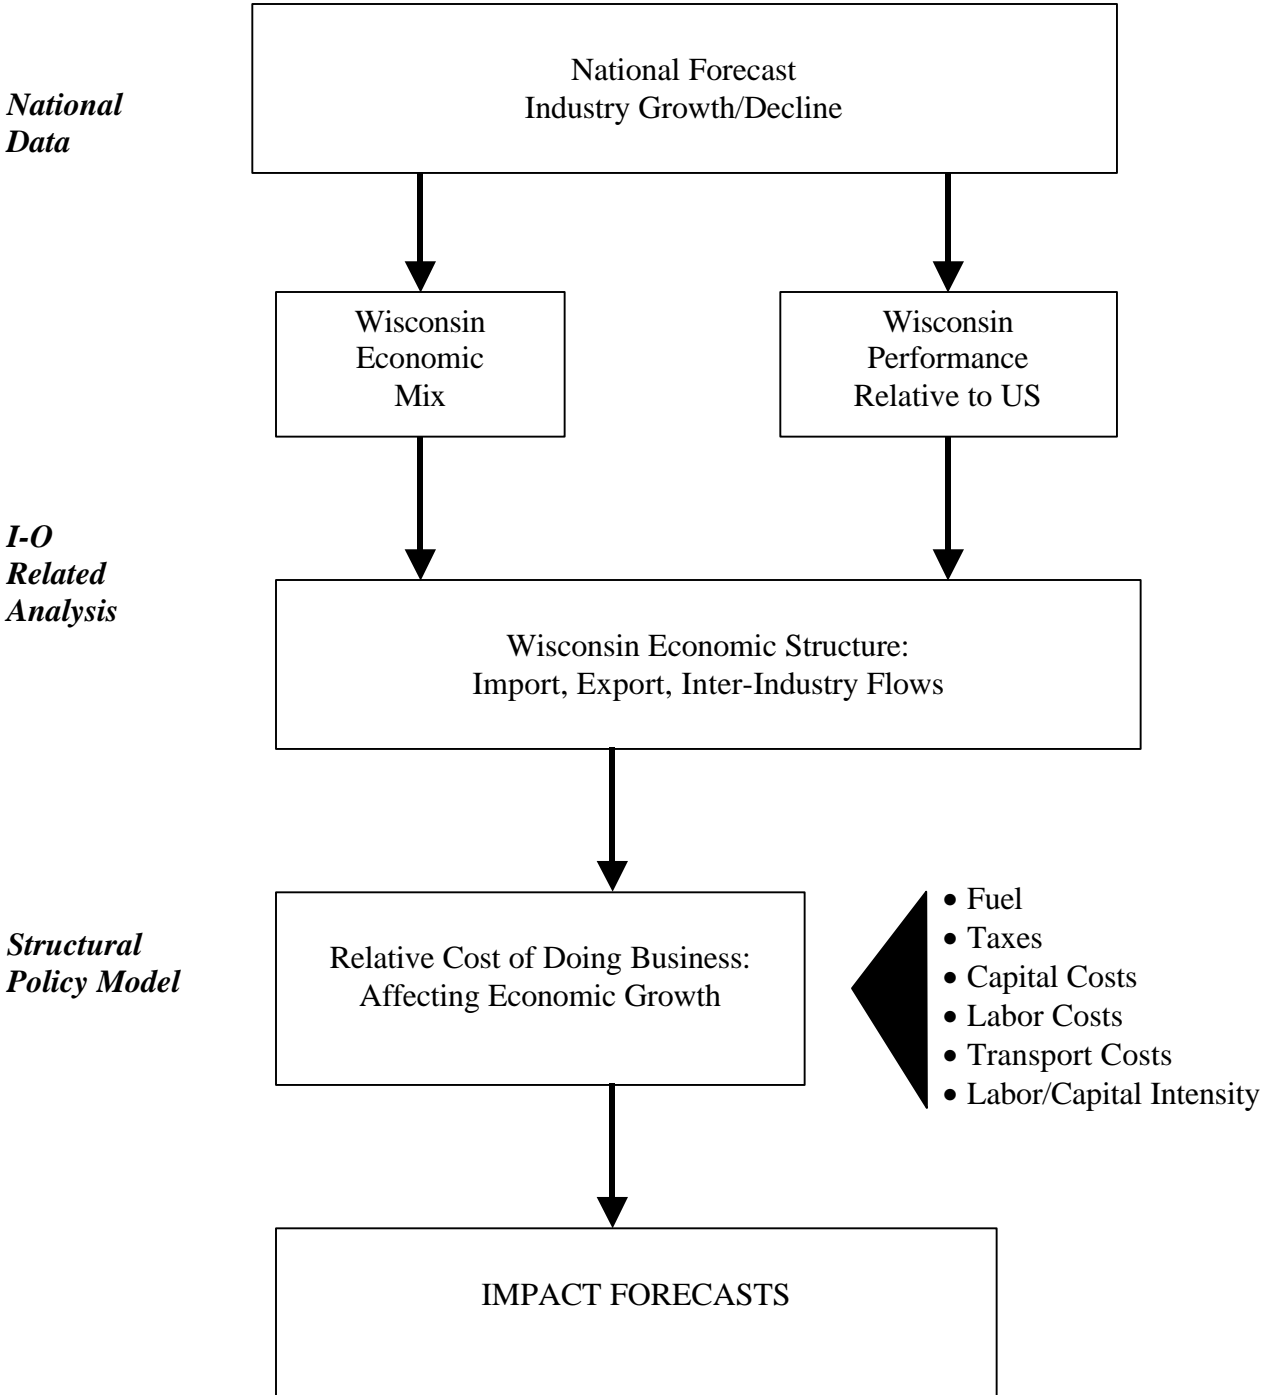 National Forecast
Industry Growth/Decline
National
Data
Wisconsin
Economic
Mix
Wisconsin
Performance
Relative to US
I-O
Related
Analysis
Wisconsin Economic Structure:
Import, Export, Inter-Industry Flows
Structural
Policy Model
Relative Cost of Doing Business:
Affecting Economic Growth
• Fuel
• Taxes
• Capital Costs
• Labor Costs
• Transport Costs
• Labor/Capital Intensity
IMPACT FORECASTS